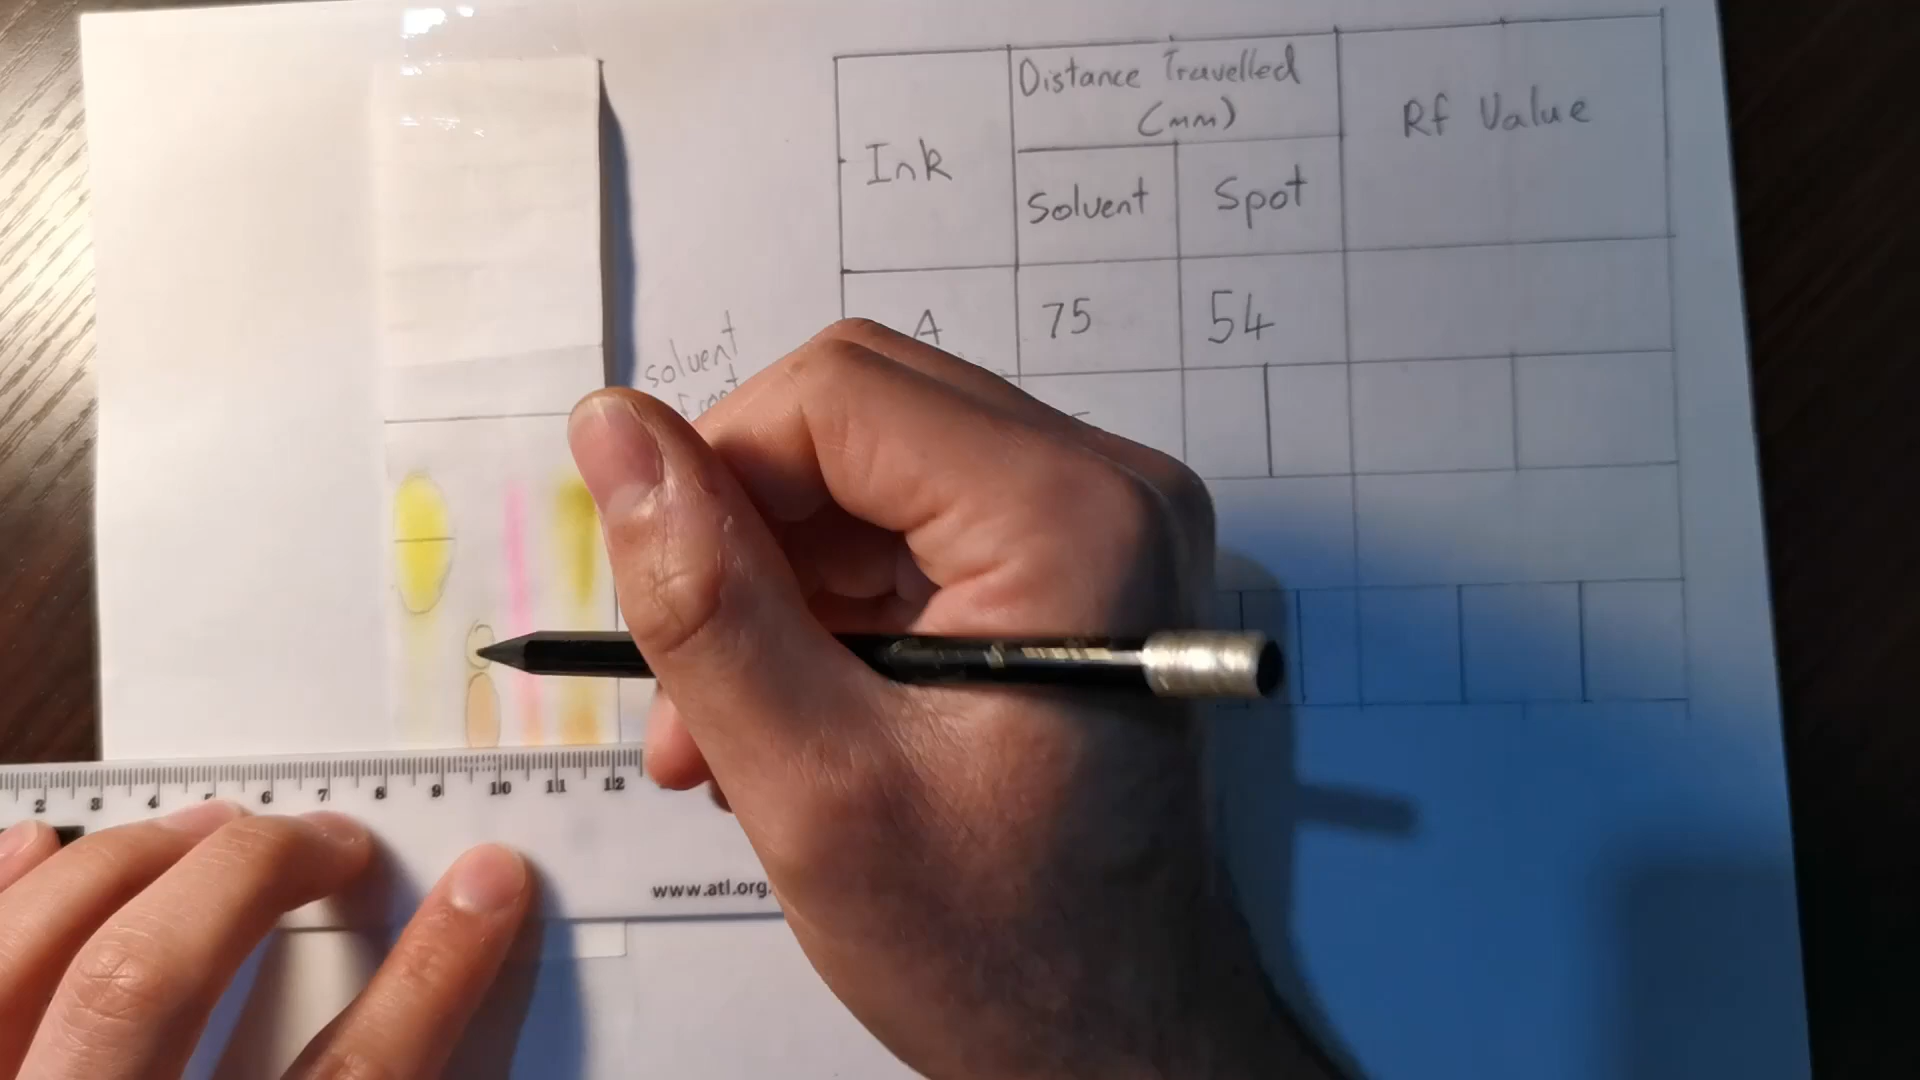 Ink
Distance Travelled
(mm)
Rf Value
Solvent
Spot
A
75
54
solvent
2 3 4 5 6 7 8 9 10 11 12
www.atl.org.